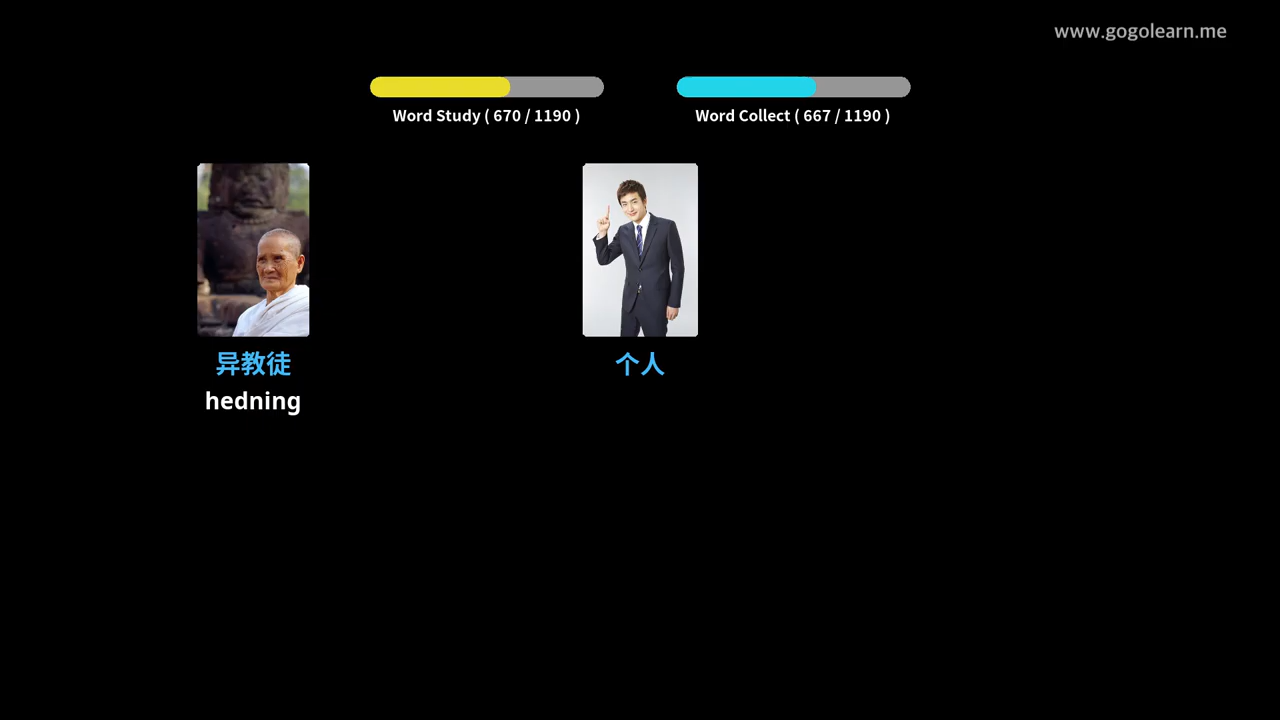 www.gogolearn.me
Word Study ( 670 / 1190 )
Word Collect ( 667 / 1190 )
异教徒
hedning
个人